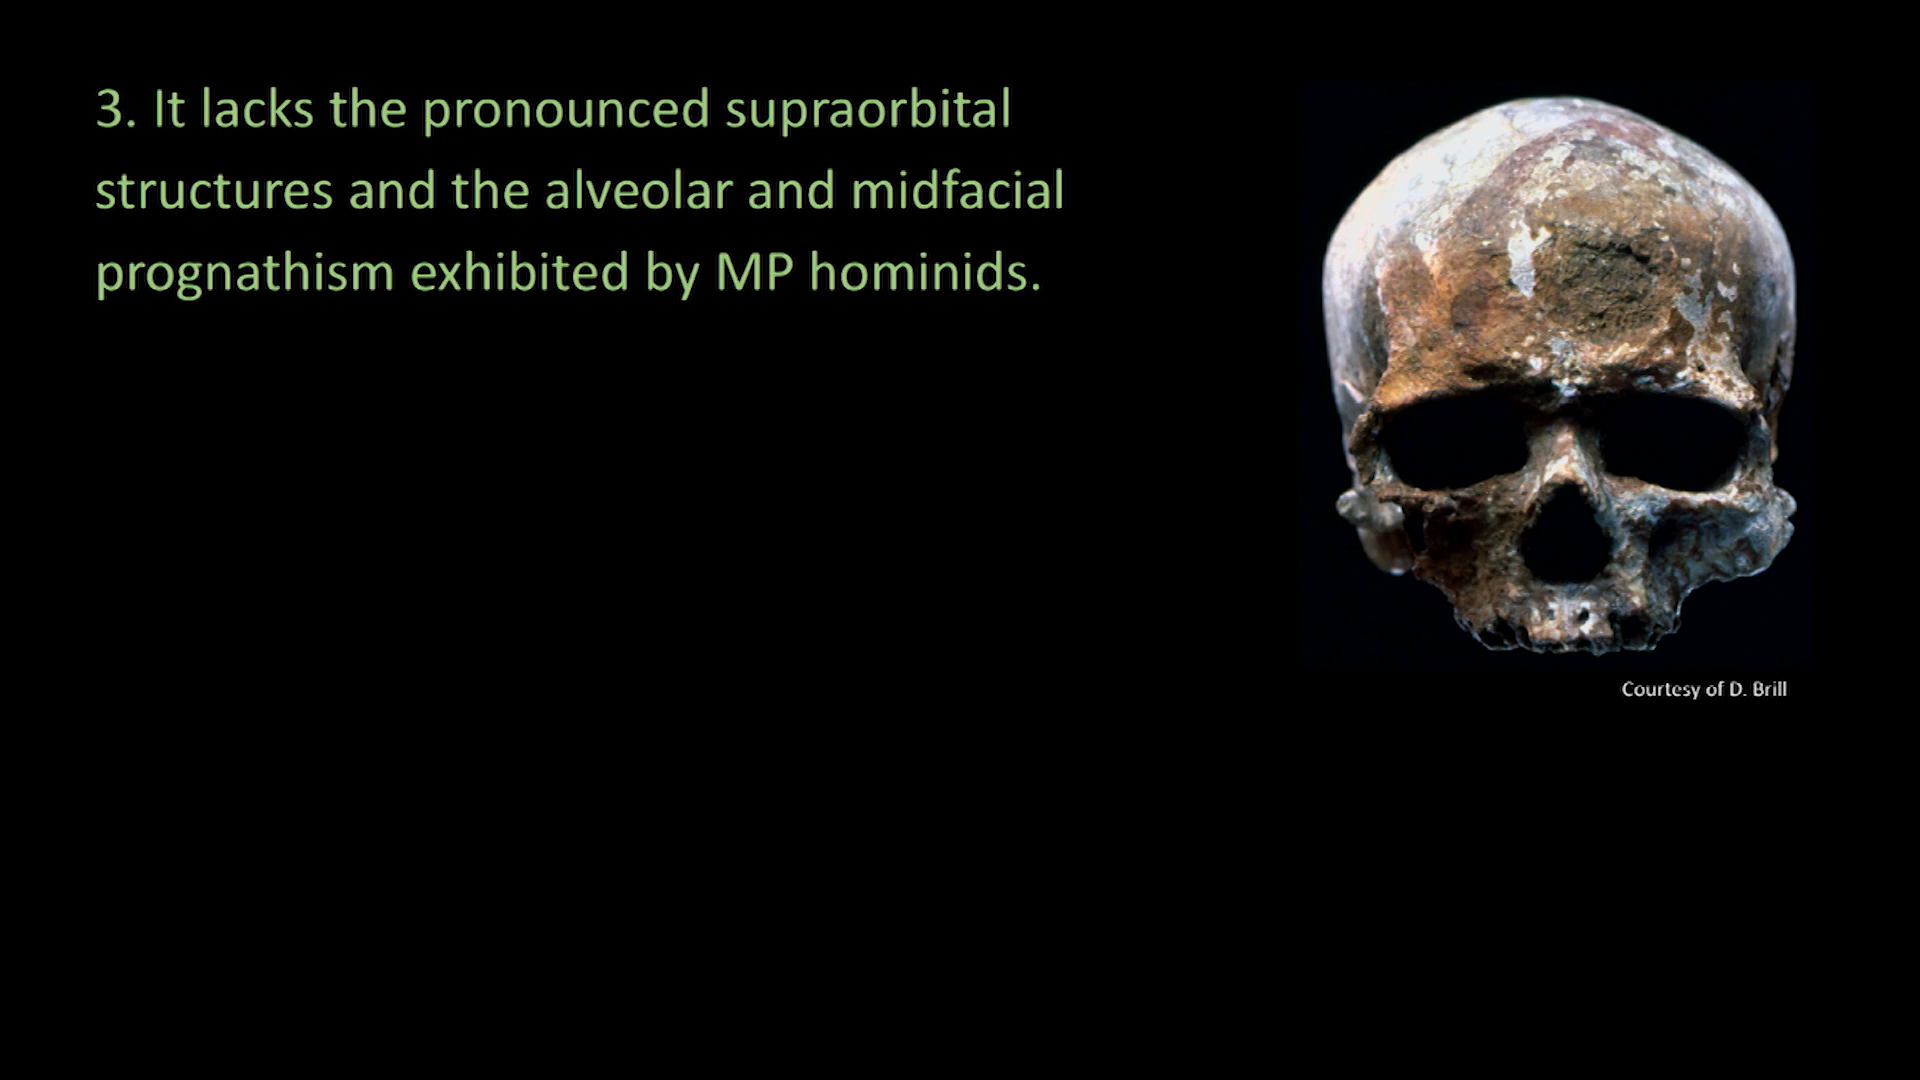 3. It lacks the pronounced supraorbital
structures and the alveolar and midfacial
prognathism exhibited by MP hominids.
Courtesy of D. Brill